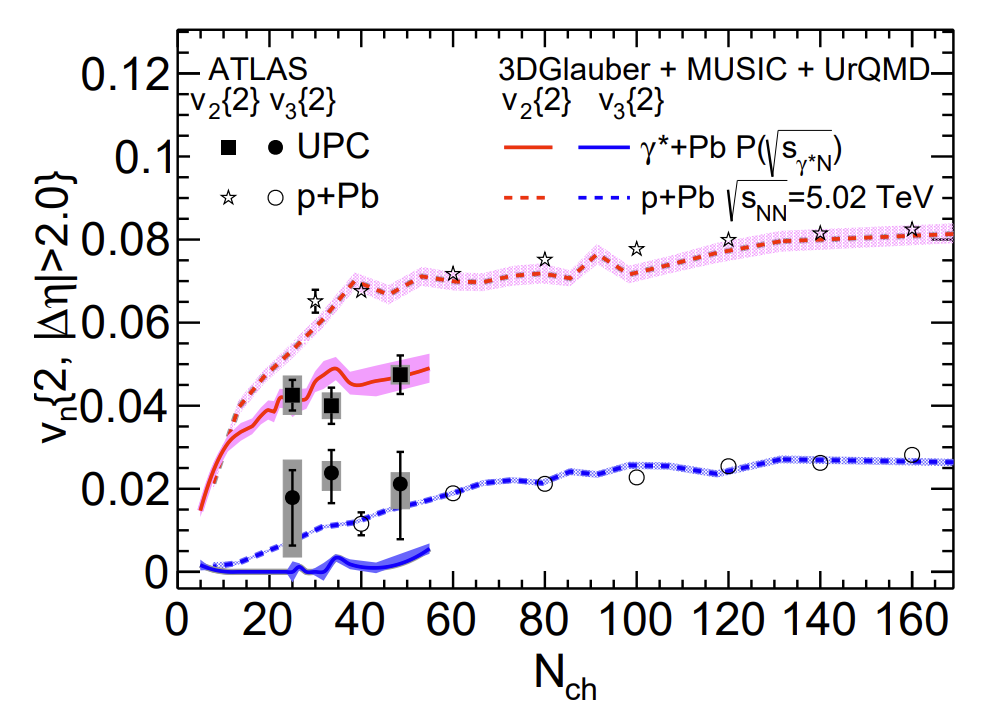 ATLAS
v2{2} v3{2}
UPC
p+Pb
3DGlauber + MUSIC + UrQMD
v2{2} v3{2}
γ*+Pb P(√sγ*N)
p+Pb √sNN=5.02 TeV
vn{2, |Δη|>2.0}
0.12
0.1
0.08
0.06
0.04
0.02
0
0 20 40 60 80 100 120 140 160
Nch